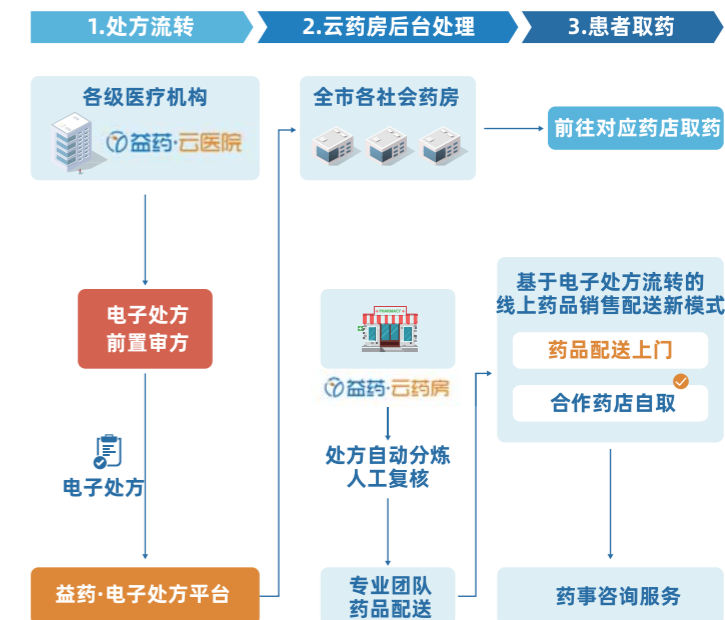 1.处方流转
2.云药房后台处理
3.患者取药
各级医疗机构
益药·云医院
电子处方
前置审方
电子处方
益药·电子处方平台
全市各社会药房
PHARMACY
益药·云药房
处方自动分炼
人工复核
专业团队
药品配送
前往对应药店取药
基于电子处方流转的
线上药品销售配送新模式
药品配送上门
合作药店自取
药事咨询服务